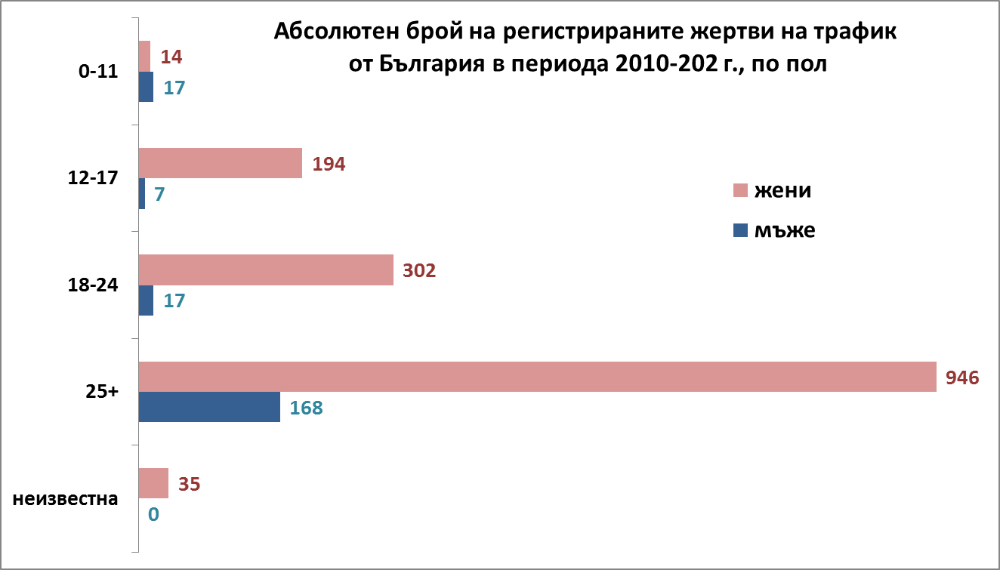 Абсолютен брой на регистрираните жертви на трафик
от България в периода 2010-202 г., по пол
0-11
14
17
12-17
194
7
жени
мъже
18-24
302
17
25+
946
168
неизвестна
35
0